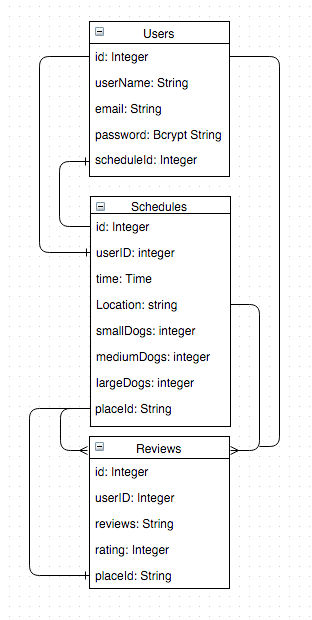 Users
id: Integer
userName: String
email: String
password: Bcrypt String
scheduleId: Integer
Schedules
id: Integer
userID: integer
time: Time
Location: string
smallDogs: integer
mediumDogs: integer
largeDogs: integer
placeId: String
Reviews
id: Integer
userID: Integer
reviews: String
rating: Integer
placeId: String